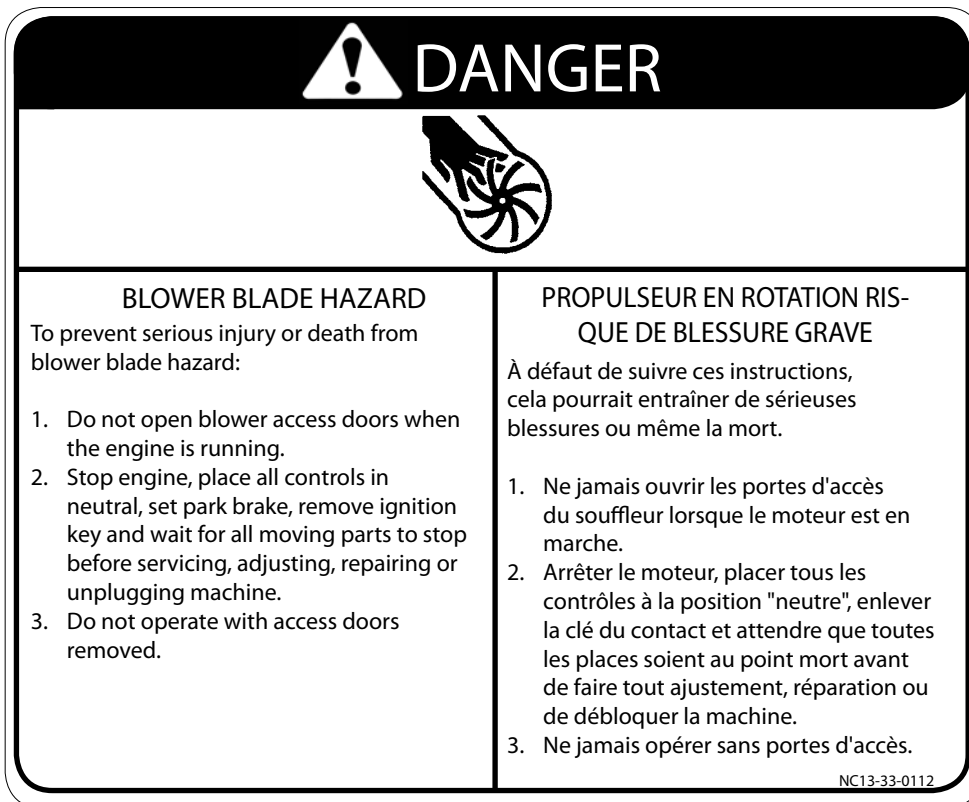 DANGER
BLOWER BLADE HAZARD
To prevent serious injury or death from
blower blade hazard:
1. Do not open blower access doors when
the engine is running.
2. Stop engine, place all controls in
neutral, set park brake, remove ignition
key and wait for all moving parts to stop
before servicing, adjusting, repairing or
unplugging machine.
3. Do not operate with access doors
removed.
PROPULSEUR EN ROTATION RIS-
QUE DE BLESSURE GRAVE
À défaut de suivre ces instructions,
cela pourrait entraîner de sérieuses
blessures ou même la mort.
1. Ne jamais ouvrir les portes d'accès
du souffleur lorsque le moteur est en
marche.
2. Arrêter le moteur, placer tous les
contrôles à la position "neutre", enlever
la clé du contact et attendre que toutes
les places soient au point mort avant
de faire tout ajustement, réparation ou
de débloquer la machine.
3. Ne jamais opérer sans portes d'accès.
NC13-33-0112